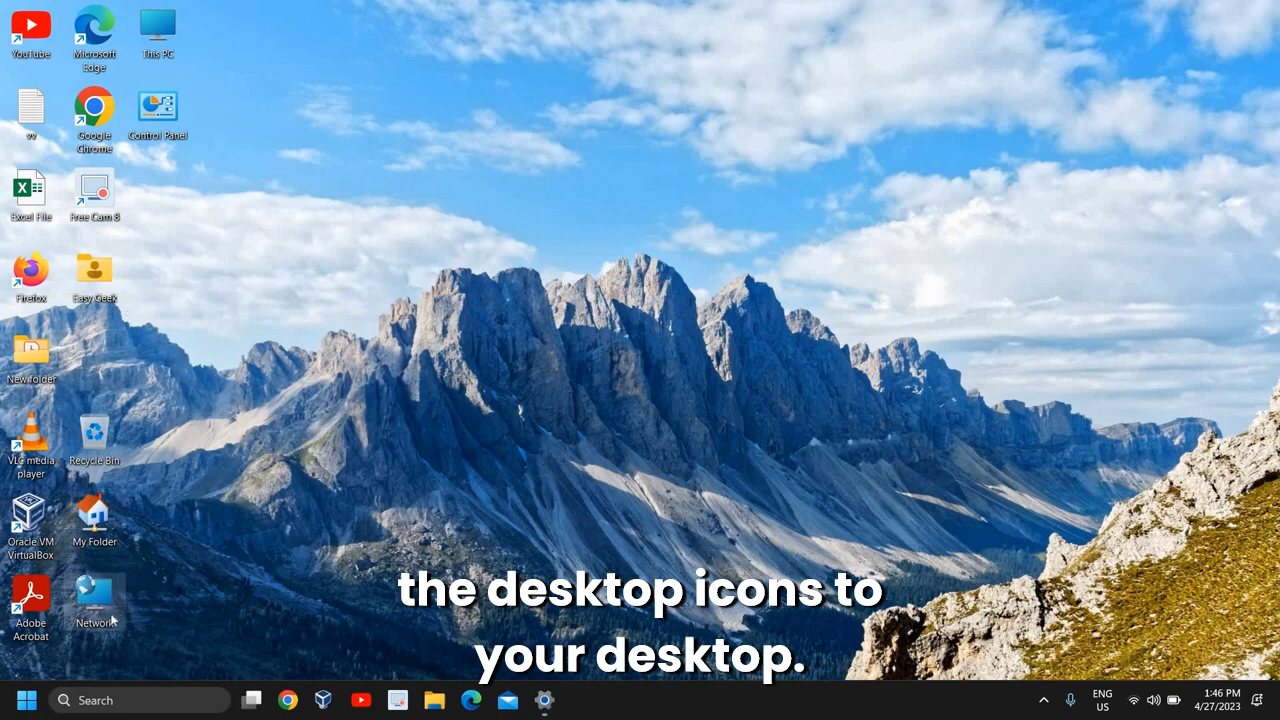 YouTube
Microsoft
Edge
This PC
vv
Google
Chrome
Control Panel
Excel File
Free Cam 8
Firefox
Easy Geek
New folder
VLC media
player
Recycle Bin
Oracle VM
VirtualBox
My Folder
Adobe
Acrobat
Network
the desktop icons to
your desktop.
Search
ENG
US
1:46 PM
4/27/2023